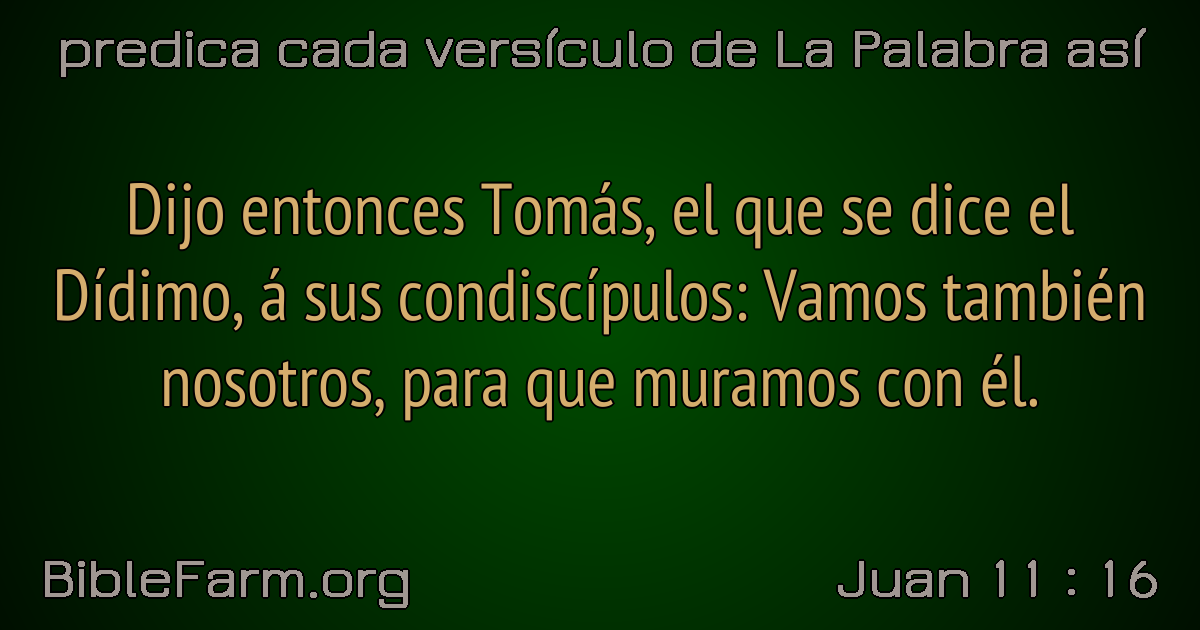 predica cada versículo de La Palabra así
Dijo entonces Tomás, el que se dice el
Dídimo, á sus condiscípulos: Vamos también
nosotros, para que muramos con él.
BibleFarm.org
Juan 11 : 16